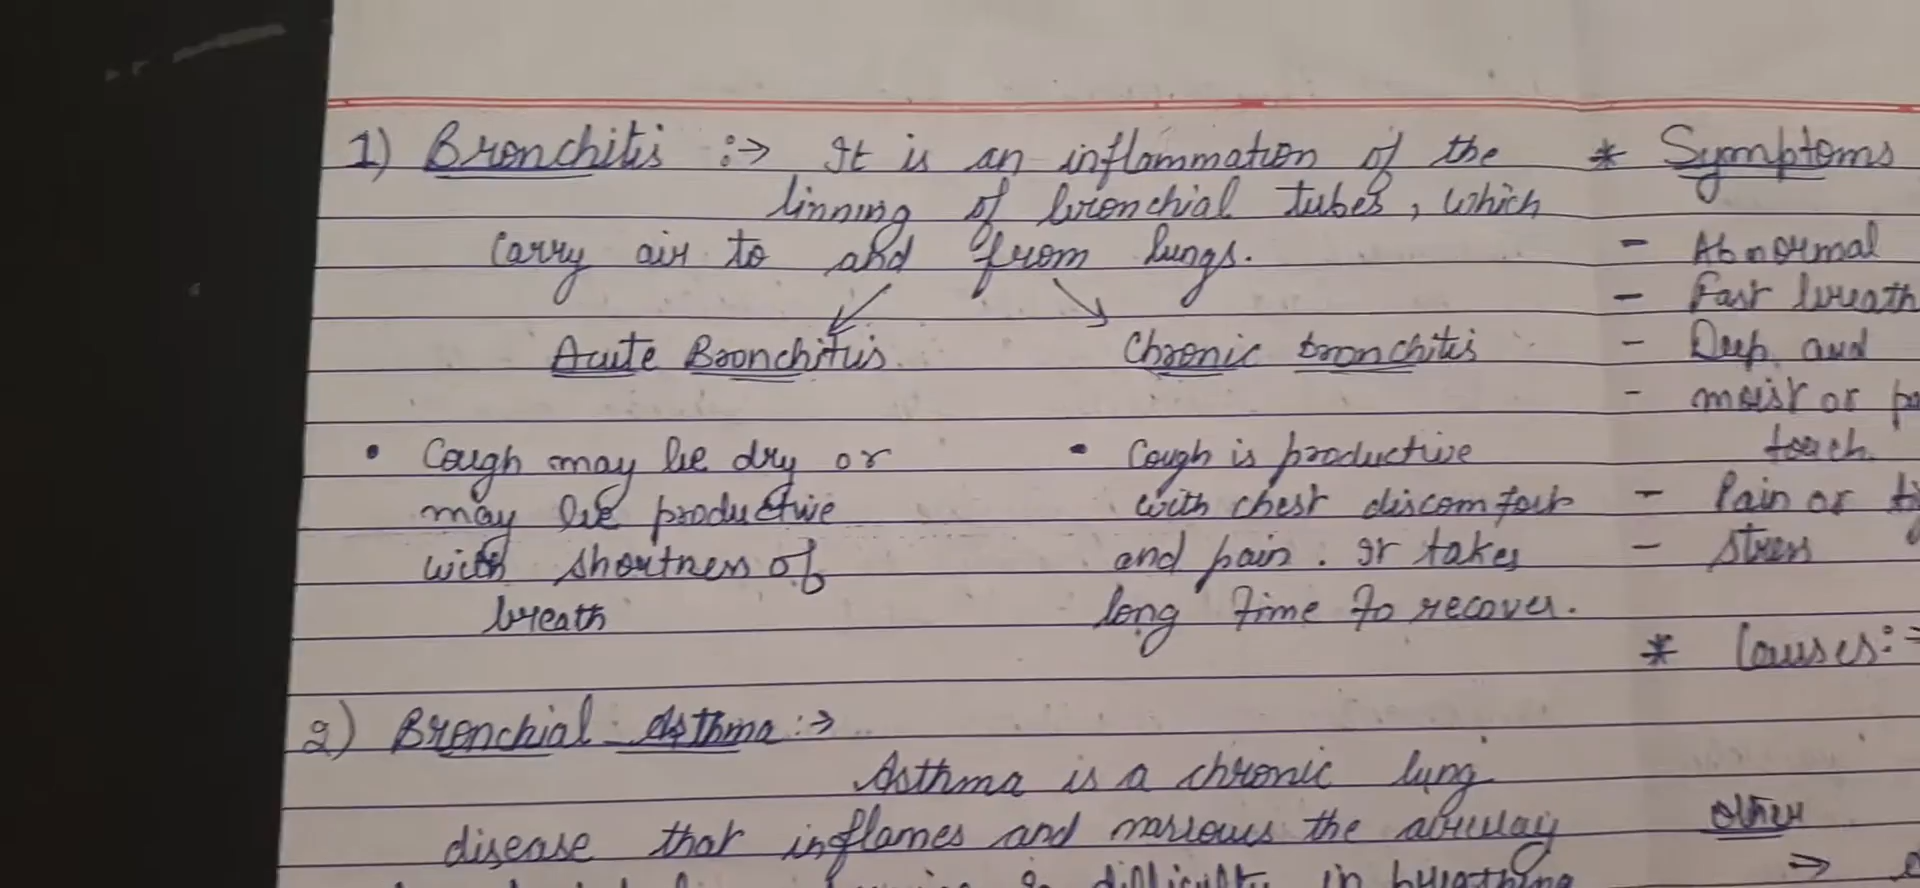 1) Bronchitis :→ It is an inflammation of the
linning of bronchial tubes, which
carry air to and from lungs.
Acute Bronchitis
Chronic bronchitis
• Cough may be dry or
may be productive
with shortness of
breath
• Cough is productive
with chest discomfort
and pain. It takes
long time to recover.
2) Bronchial Asthma :→
Asthma is a chronic lung
disease that inflames and narrows the airway
difficulty in breathing
* Symptoms
- Abnormal
- Fast breath
- Deep and
- moist or
touch
- Pain or
- Stress
* Causes :→
other
→